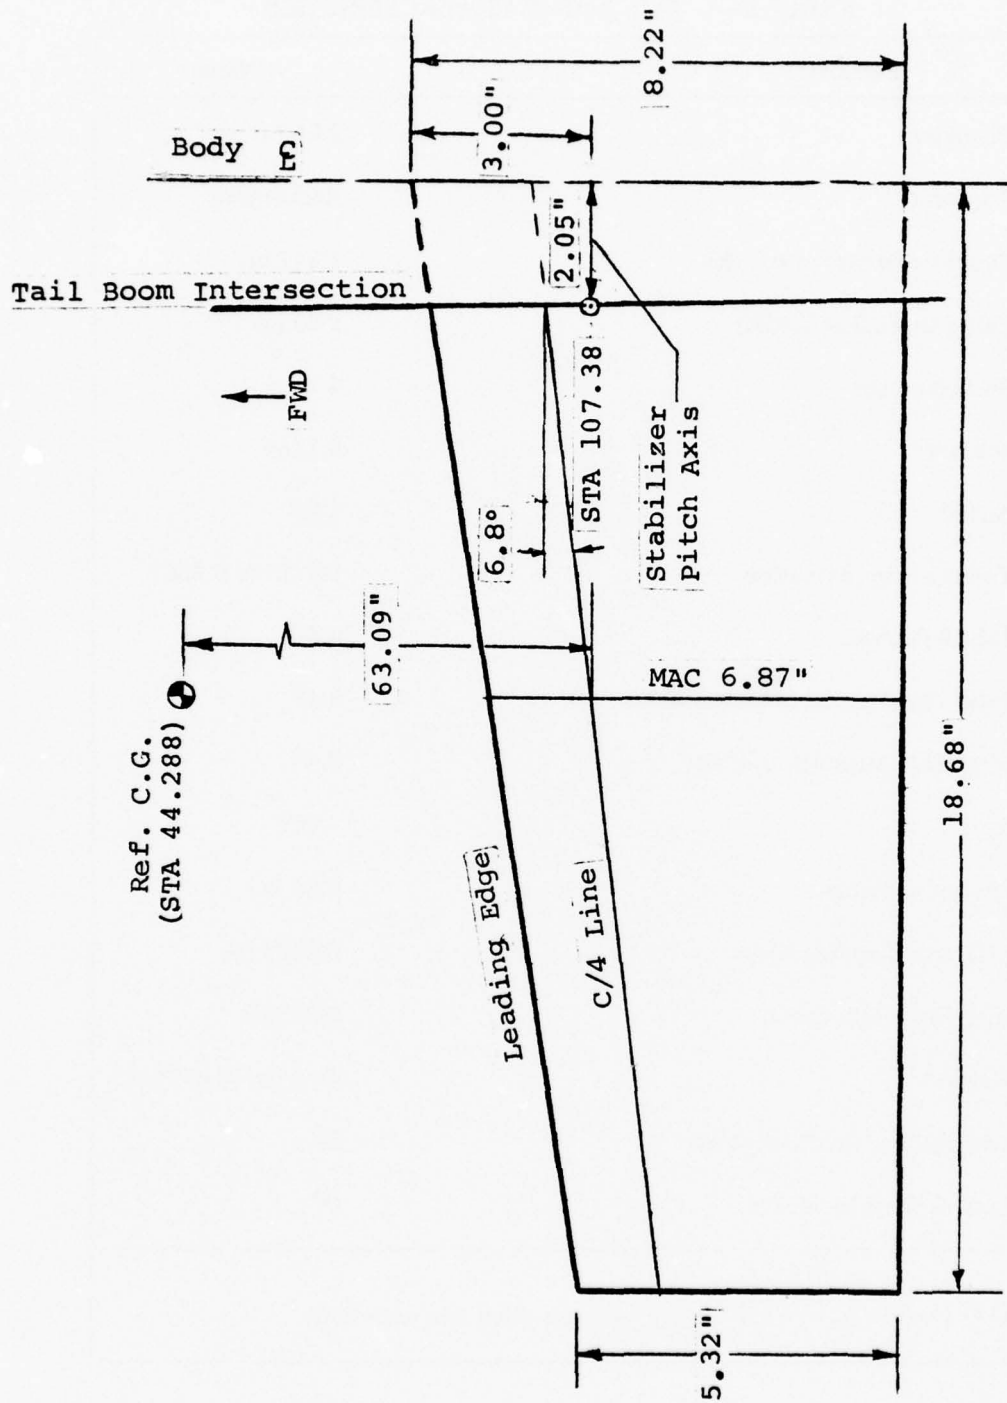 8.22"
3.00"
Body ℄
2.05"
Tail Boom Intersection
FWD
STA 107.38
Stabilizer
Pitch Axis
6.8°
63.09"
MAC 6.87"
Ref. C.G.
(STA 44.288)
18.68"
Leading Edge
C/4 Line
5.32"